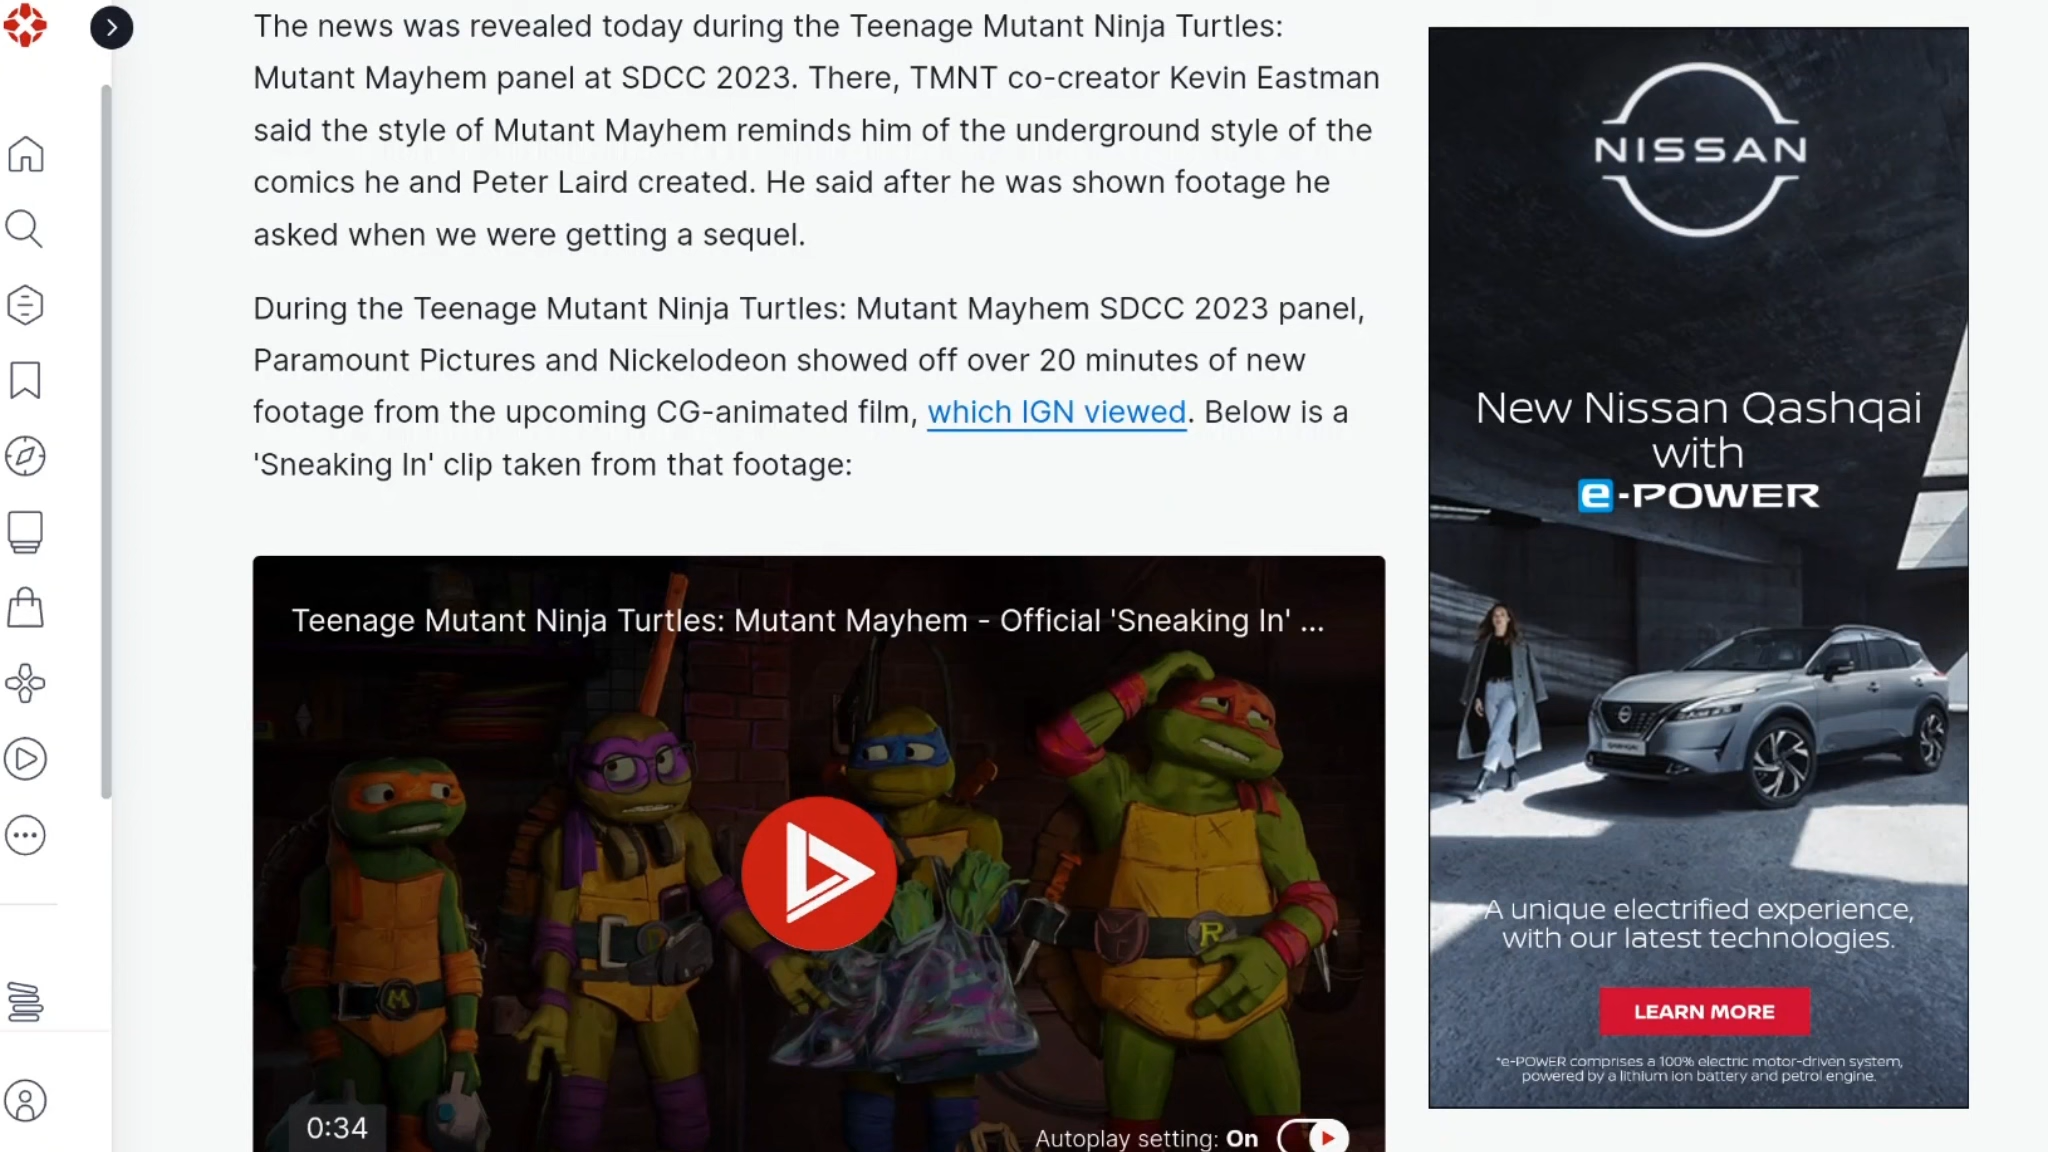 The news was revealed today during the Teenage Mutant Ninja Turtles:
Mutant Mayhem panel at SDCC 2023. There, TMNT co-creator Kevin Eastman
said the style of Mutant Mayhem reminds him of the underground style of the
comics he and Peter Laird created. He said after he was shown footage he
asked when we were getting a sequel.
During the Teenage Mutant Ninja Turtles: Mutant Mayhem SDCC 2023 panel,
Paramount Pictures and Nickelodeon showed off over 20 minutes of new
footage from the upcoming CG-animated film, which IGN viewed. Below is a
'Sneaking In' clip taken from that footage:
Teenage Mutant Ninja Turtles: Mutant Mayhem - Official 'Sneaking In' ...
M
D
R
0:34
Autoplay setting: On
NISSAN
New Nissan Qashqai
with
e-POWER
QASHQAI
A unique electrified experience,
with our latest technologies.
LEARN MORE
*e-POWER comprises a 100% electric motor-driven system,
powered by a lithium ion battery and petrol engine.